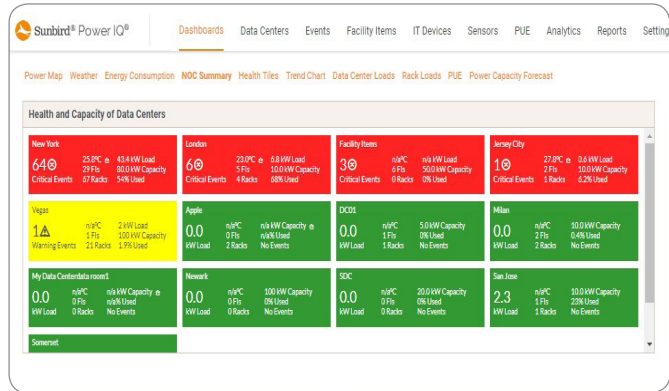 Sunbird® Power IQ®
Dashboards Data Centers Events Facility Items IT Devices Sensors PUE Analytics Reports Setting
Power Map Weather Energy Consumption NOC Summary Health Tiles Trend Chart Data Center Loads Rack Loads PUE Power Capacity Forecast
Health and Capacity of Data Centers
New York
64
Critical Events
25.8ºC 43.4 kW Load
29 FIs 80.0 kW Capacity
67 Racks 54% Used
London
6
Critical Events
23.0ºC 6.8 kW Load
5 FIs 10.0 kW Capacity
4 Racks 68% Used
Facility Items
3
Critical Events
n/aºC n/a kW Load
6 FIs 50.0 kW Capacity
0 Racks 0% Used
Jersey City
1
Critical Events
27.8ºC 0.6 kW Load
2 FIs 10.0 kW Capacity
1 Racks 6.2% Used
Vegas
1
Warning Events
n/aºC 2 kW Load
1 FIs 100 kW Capacity
21 Racks 1.9% Used
Apple
0.0
kW Load
n/aºC n/a kW Capacity
0 FIs n/a% Used
2 Racks No Events
DC01
0.0
kW Load
n/aºC 5.0 kW Capacity
1 FIs 0% Used
1 Racks No Events
Milan
0.0
kW Load
n/aºC 10.0 kW Capacity
2 FIs 0.4% Used
2 Racks No Events
My Data Centerdata room1
0.0
kW Load
n/aºC n/a kW Capacity
0 FIs n/a% Used
0 Racks No Events
Newark
0.0
kW Load
n/aºC 100 kW Capacity
0 FIs 0% Used
0 Racks No Events
SDC
0.0
kW Load
n/aºC 20.0 kW Capacity
0 FIs 0% Used
0 Racks No Events
San Jose
2.3
kW Load
n/aºC 10.0 kW Capacity
1 FIs 23% Used
1 Racks No Events
Somerset